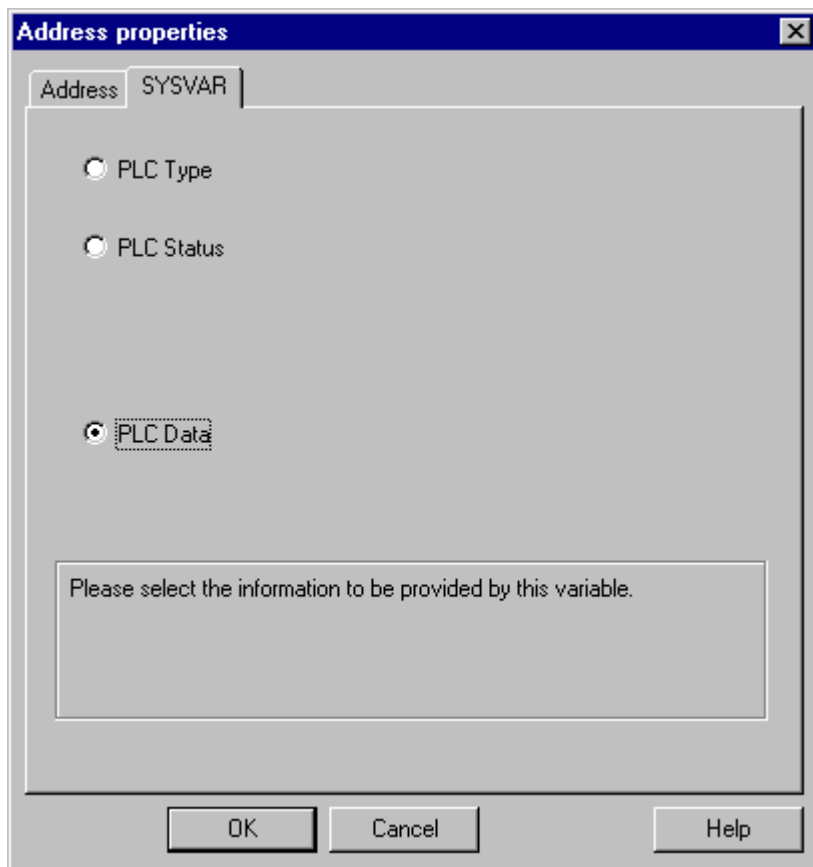 Address properties
Address SYSVAR
PLC Type
PLC Status
PLC Data
Please select the information to be provided by this variable.
OK Cancel Help